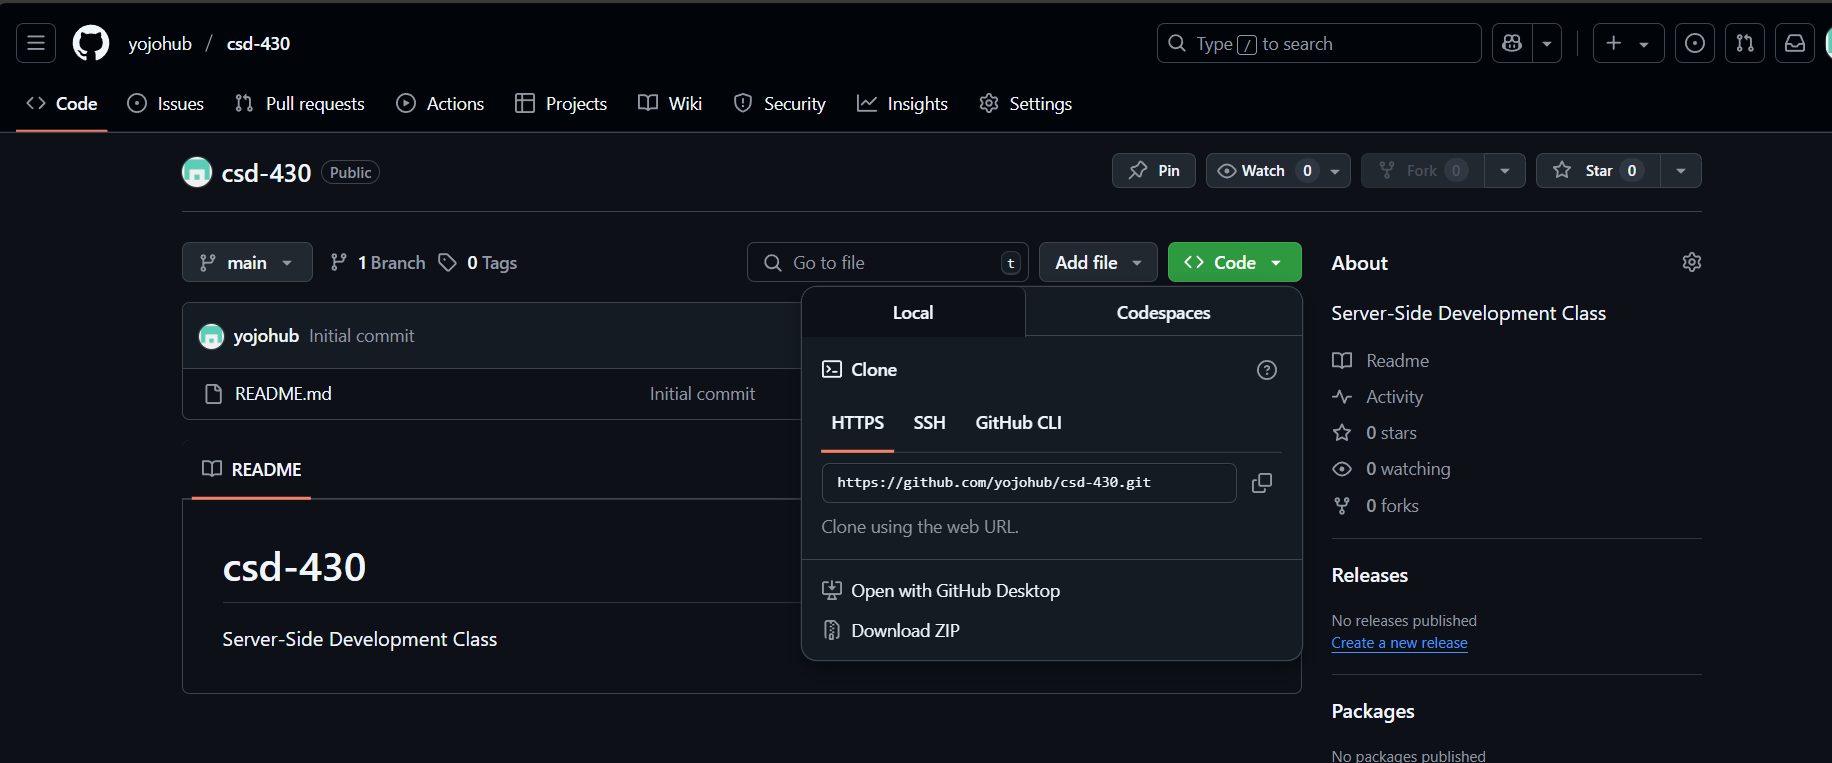 yojohub / csd-430
Type / to search
Code Issues Pull requests Actions Projects Wiki Security Insights Settings
csd-430 Public
Pin Watch 0 Fork 0 Star 0
main 1 Branch 0 Tags Go to file t Add file Code
Local Codespaces
Clone
HTTPS SSH GitHub CLI
https://github.com/yojohub/csd-430.git
Clone using the web URL.
Open with GitHub Desktop
Download ZIP
yojohub Initial commit
README.md Initial commit
README
csd-430
Server-Side Development Class
About
Server-Side Development Class
Readme
Activity
0 stars
0 watching
0 forks
Releases
No releases published
Create a new release
Packages
No packages published